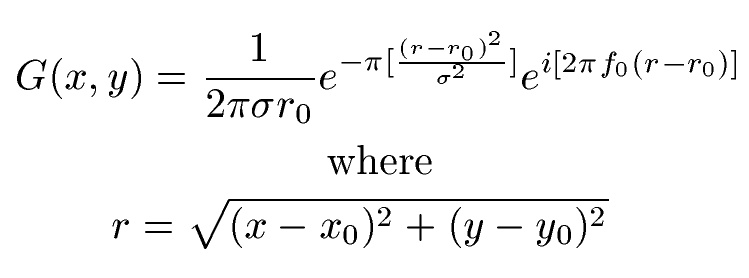 G(x, y) = \frac{1}{2\pi\sigma r_0} e^{-\pi[\frac{(r-r_0)^2}{\sigma^2}]} e^{i[2\pi f_0(r-r_0)]}
where
r = \sqrt{(x - x_0)^2 + (y - y_0)^2}